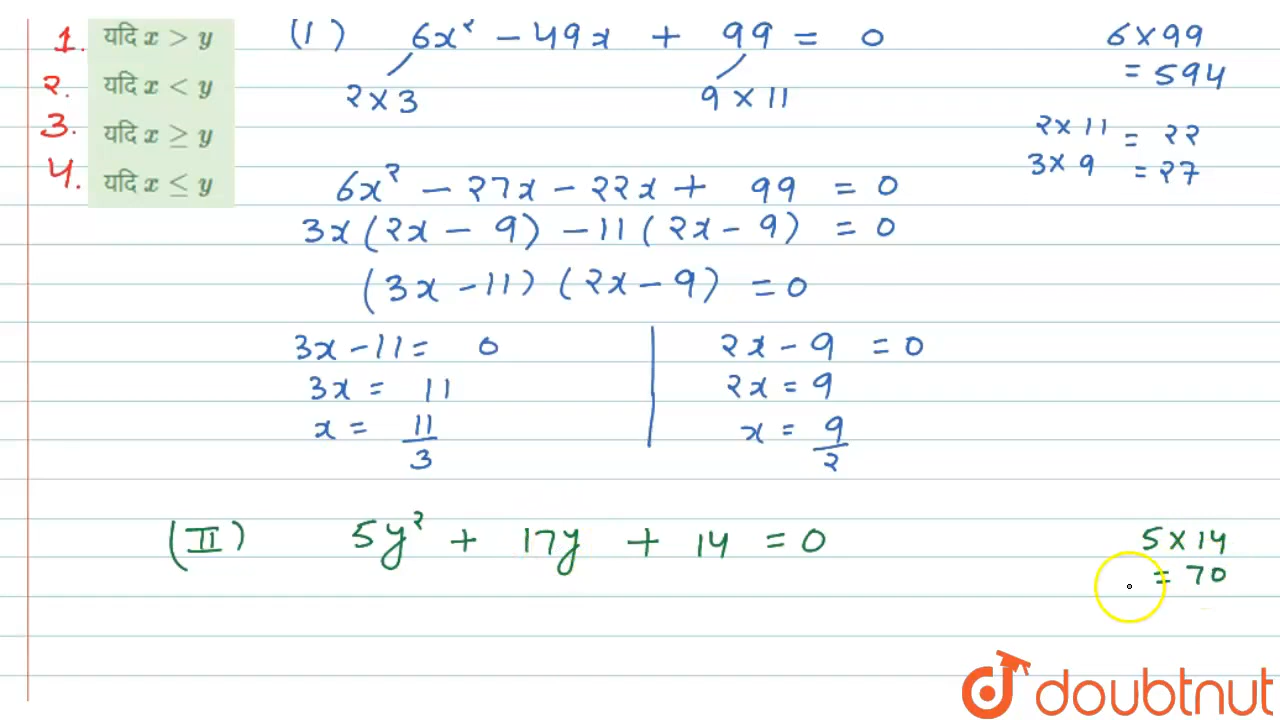 1. यदि x > y
2. यदि x < y
3. यदि x ≥ y
4. यदि x ≤ y
(I) 6x² - 49x + 99 = 0
2 × 3 9 × 11
6 × 99
= 594
2 × 11 = 22
3 × 9 = 27
6x² - 27x - 22x + 99 = 0
3x (2x - 9) - 11 (2x - 9) = 0
(3x - 11) (2x - 9) = 0
3x - 11 = 0
3x = 11
x = 11/3
2x - 9 = 0
2x = 9
x = 9/2
(II) 5y² + 17y + 14 = 0
5 × 14
= 70
doubtnut